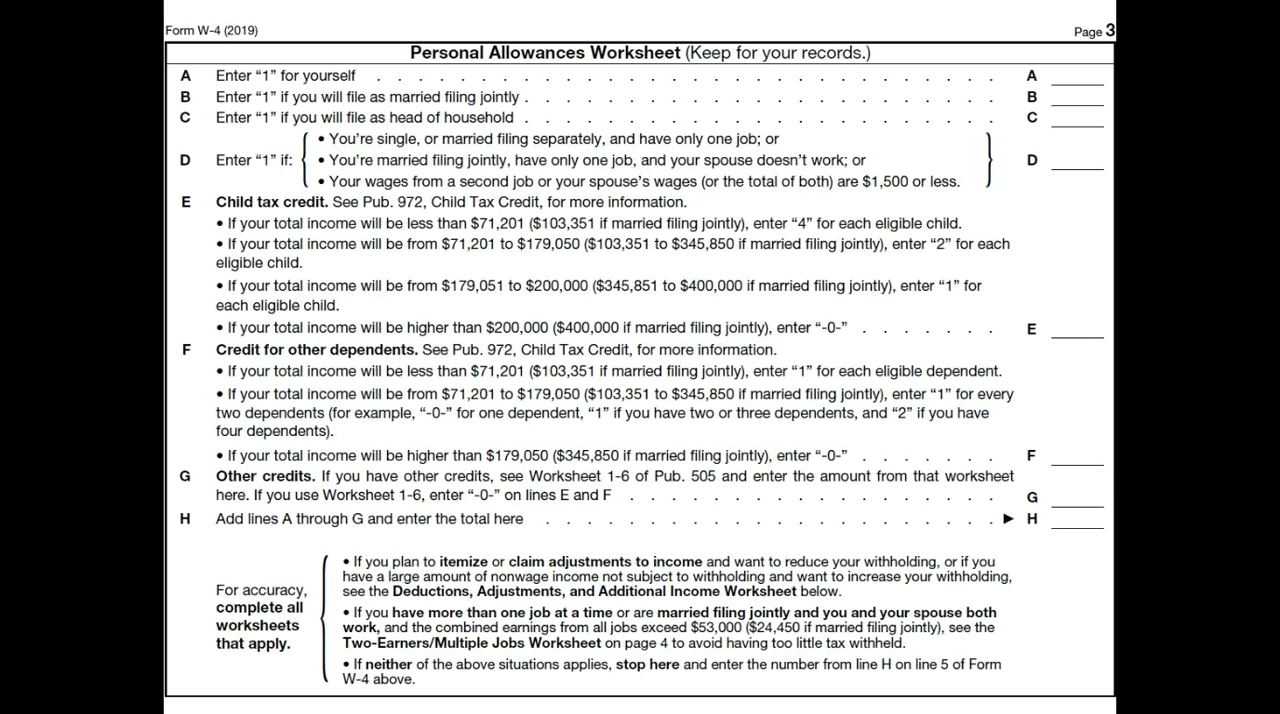 Form W-4 (2019) Page 3
Personal Allowances Worksheet (Keep for your records.)
A Enter “1” for yourself . . . . . . . . . . . . . . . . . . . . . . . . . . . . . . A
B Enter “1” if you will file as married filing jointly . . . . . . . . . . . . . . . . . . . . . . . B
C Enter “1” if you will file as head of household . . . . . . . . . . . . . . . . . . . . . . . C
• You’re single, or married filing separately, and have only one job; or
D Enter “1” if: { • You’re married filing jointly, have only one job, and your spouse doesn’t work; or } D
• Your wages from a second job or your spouse’s wages (or the total of both) are $1,500 or less.
E Child tax credit. See Pub. 972, Child Tax Credit, for more information.
• If your total income will be less than $71,201 ($103,351 if married filing jointly), enter “4” for each eligible child.
• If your total income will be from $71,201 to $179,050 ($103,351 to $345,850 if married filing jointly), enter “2” for each
eligible child.
• If your total income will be from $179,051 to $200,000 ($345,851 to $400,000 if married filing jointly), enter “1” for
each eligible child.
• If your total income will be higher than $200,000 ($400,000 if married filing jointly), enter “-0-” . . . . . . . E
F Credit for other dependents. See Pub. 972, Child Tax Credit, for more information.
• If your total income will be less than $71,201 ($103,351 if married filing jointly), enter “1” for each eligible dependent.
• If your total income will be from $71,201 to $179,050 ($103,351 to $345,850 if married filing jointly), enter “1” for every
two dependents (for example, “-0-” for one dependent, “1” if you have two or three dependents, and “2” if you have
four dependents).
• If your total income will be higher than $179,050 ($345,850 if married filing jointly), enter “-0-” . . . . . . . F
G Other credits. If you have other credits, see Worksheet 1-6 of Pub. 505 and enter the amount from that worksheet
here. If you use Worksheet 1-6, enter “-0-” on lines E and F . . . . . . . . . . . . . . . . . . G
H Add lines A through G and enter the total here . . . . . . . . . . . . . . . . . . . . . . ▶ H
• If you plan to itemize or claim adjustments to income and want to reduce your withholding, or if you
have a large amount of nonwage income not subject to withholding and want to increase your withholding,
see the Deductions, Adjustments, and Additional Income Worksheet below.
For accuracy,
complete all
worksheets
that apply.
• If you have more than one job at a time or are married filing jointly and you and your spouse both
work, and the combined earnings from all jobs exceed $53,000 ($24,450 if married filing jointly), see the
Two-Earners/Multiple Jobs Worksheet on page 4 to avoid having too little tax withheld.
• If neither of the above situations applies, stop here and enter the number from line H on line 5 of Form
W-4 above.